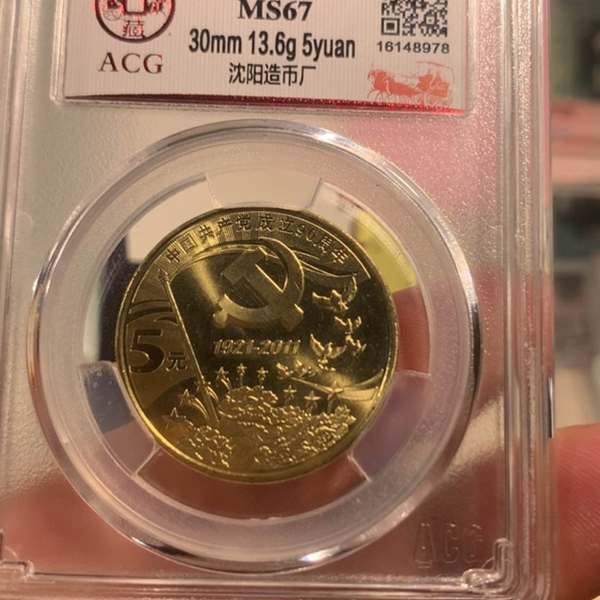 藏
ACG
MS67
30mm 13.6g 5yuan
沈阳造币厂
16148978
中国共产党成立90周年
1921-2011
5元
ACG